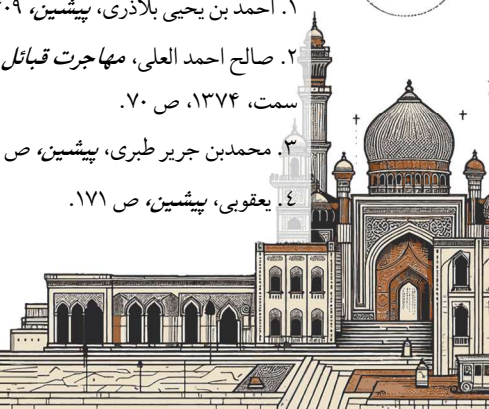 ۱. احمد بن یحیی بلاذری، پیشین، ۰۹
۲. صالح احمد العلی، مهاجرت قبائل
سمت، ۱۳۷۴، ص ۷۰.
۳. محمدبن جریر طبری، پیشین، ص
٤. یعقوبی، پیشین، ص ۱۷۱.